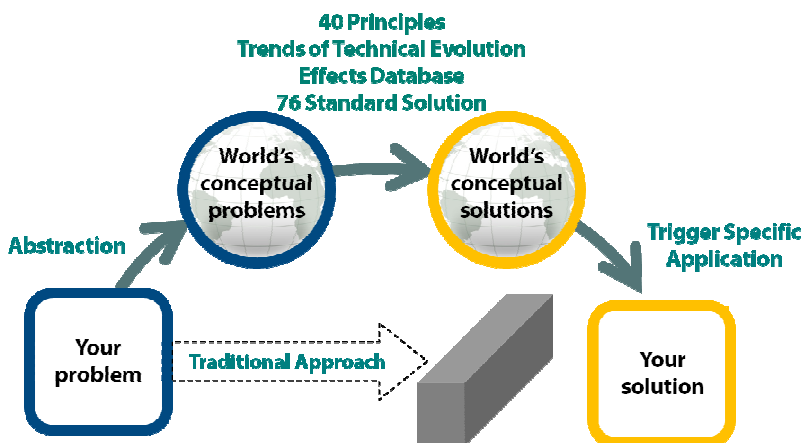 40 Principles
Trends of Technical Evolution
Effects Database
76 Standard Solution
World's
conceptual
problems
World's
conceptual
solutions
Abstraction
Trigger Specific
Application
Your
problem
Traditional Approach
Your
solution